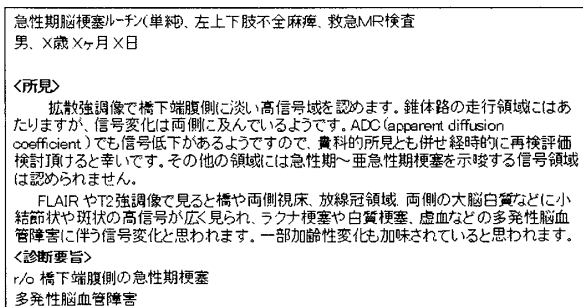 急性期脳梗塞ルーチン(単純)、左上下肢不全麻痺、救急MR検査
男、X歳Xヶ月X日
<所見>
拡散強調像で橋下端腹側に淡い高信号域を認めます。錐体路の走行領域にはあ
たりますが、信号変化は両側に及んでいるようです。ADC(apparent diffusion
coefficient)でも信号低下があるようですので、貴科的所見とも併せ経時的に再検評価
検討頂けると幸いです。その他の領域には急性期～亜急性期梗塞を示唆する信号領域
は認められません。
FLAIRやT2強調像で見ると橋や両側視床、放線冠領域、両側の大脳白質などに小
結節状や斑状の高信号が広く見られ、ラクナ梗塞や白質梗塞、虚血などの多発性脳血
管障害に伴う信号変化と思われます。一部加齢性変化も加味されていると思われます。
<診断要旨>
r/o 橋下端腹側の急性期梗塞
多発性脳血管障害